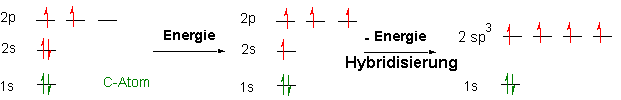 2p
2s
1s
C-Atom
Energie
2p
2s
1s
- Energie
Hybridisierung
2 sp³
1s